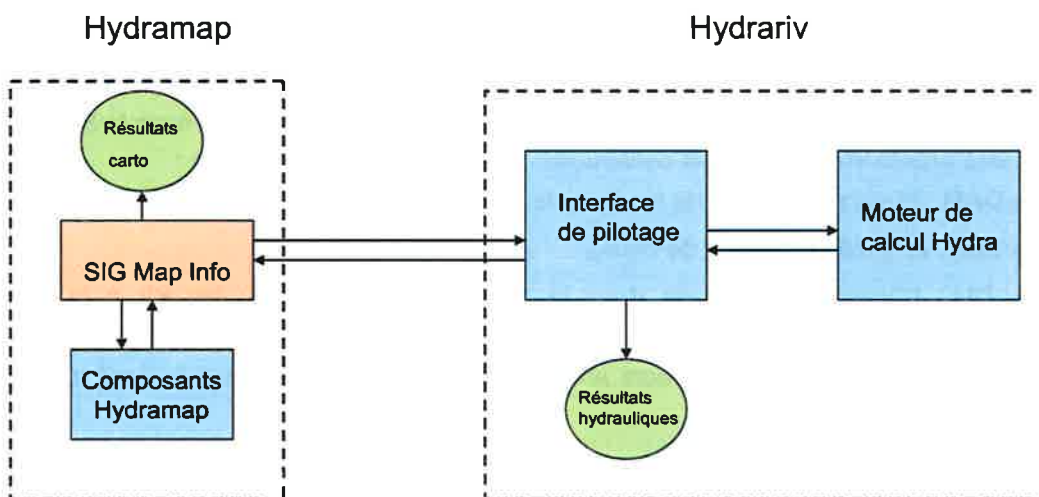 Hydramap
Hydrariv
Résultats
carto
SIG Map Info
Composants
Hydramap
Interface
de pilotage
Moteur de
calcul Hydra
Résultats
hydrauliques